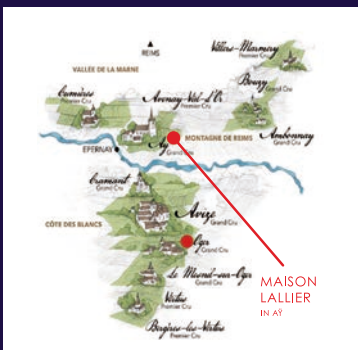 REIMS
Villers-Marmery
Premier Cru
VALLÉE DE LA MARNE
Bouzy
Grand Cru
Cumières
Premier Cru
Avenay-Val-d'Or
Premier Cru
MONTAGNE DE REIMS
Ambonnay
Grand Cru
Aÿ
Grand Cru
EPERNAY
Cramant
Grand Cru
Avize
Grand Cru
CÔTE DES BLANCS
Oger
Grand Cru
Le Mesnil-sur-Oger
Grand Cru
MAISON
LALLIER
IN AŸ
Vertus
Premier Cru
Bergères-les-Vertus
Premier Cru